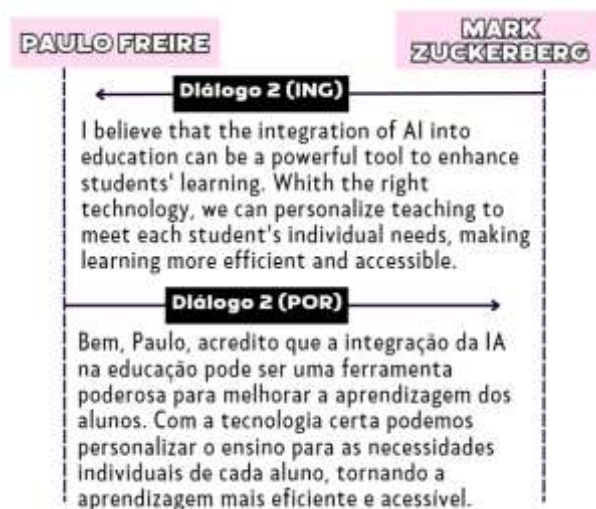 PAULO FREIRE
MARK
ZUCKERBERG
Diálogo 2 (ING)
I believe that the integration of AI into
education can be a powerful tool to enhance
students' learning. Whith the right
technology, we can personalize teaching to
meet each student's individual needs, making
learning more efficient and accessible.
Diálogo 2 (POR)
Bem, Paulo, acredito que a integração da IA
na educação pode ser uma ferramenta
poderosa para melhorar a aprendizagem dos
alunos. Com a tecnologia certa podemos
personalizar o ensino para as necessidades
individuais de cada aluno, tornando a
aprendizagem mais eficiente e acessível.